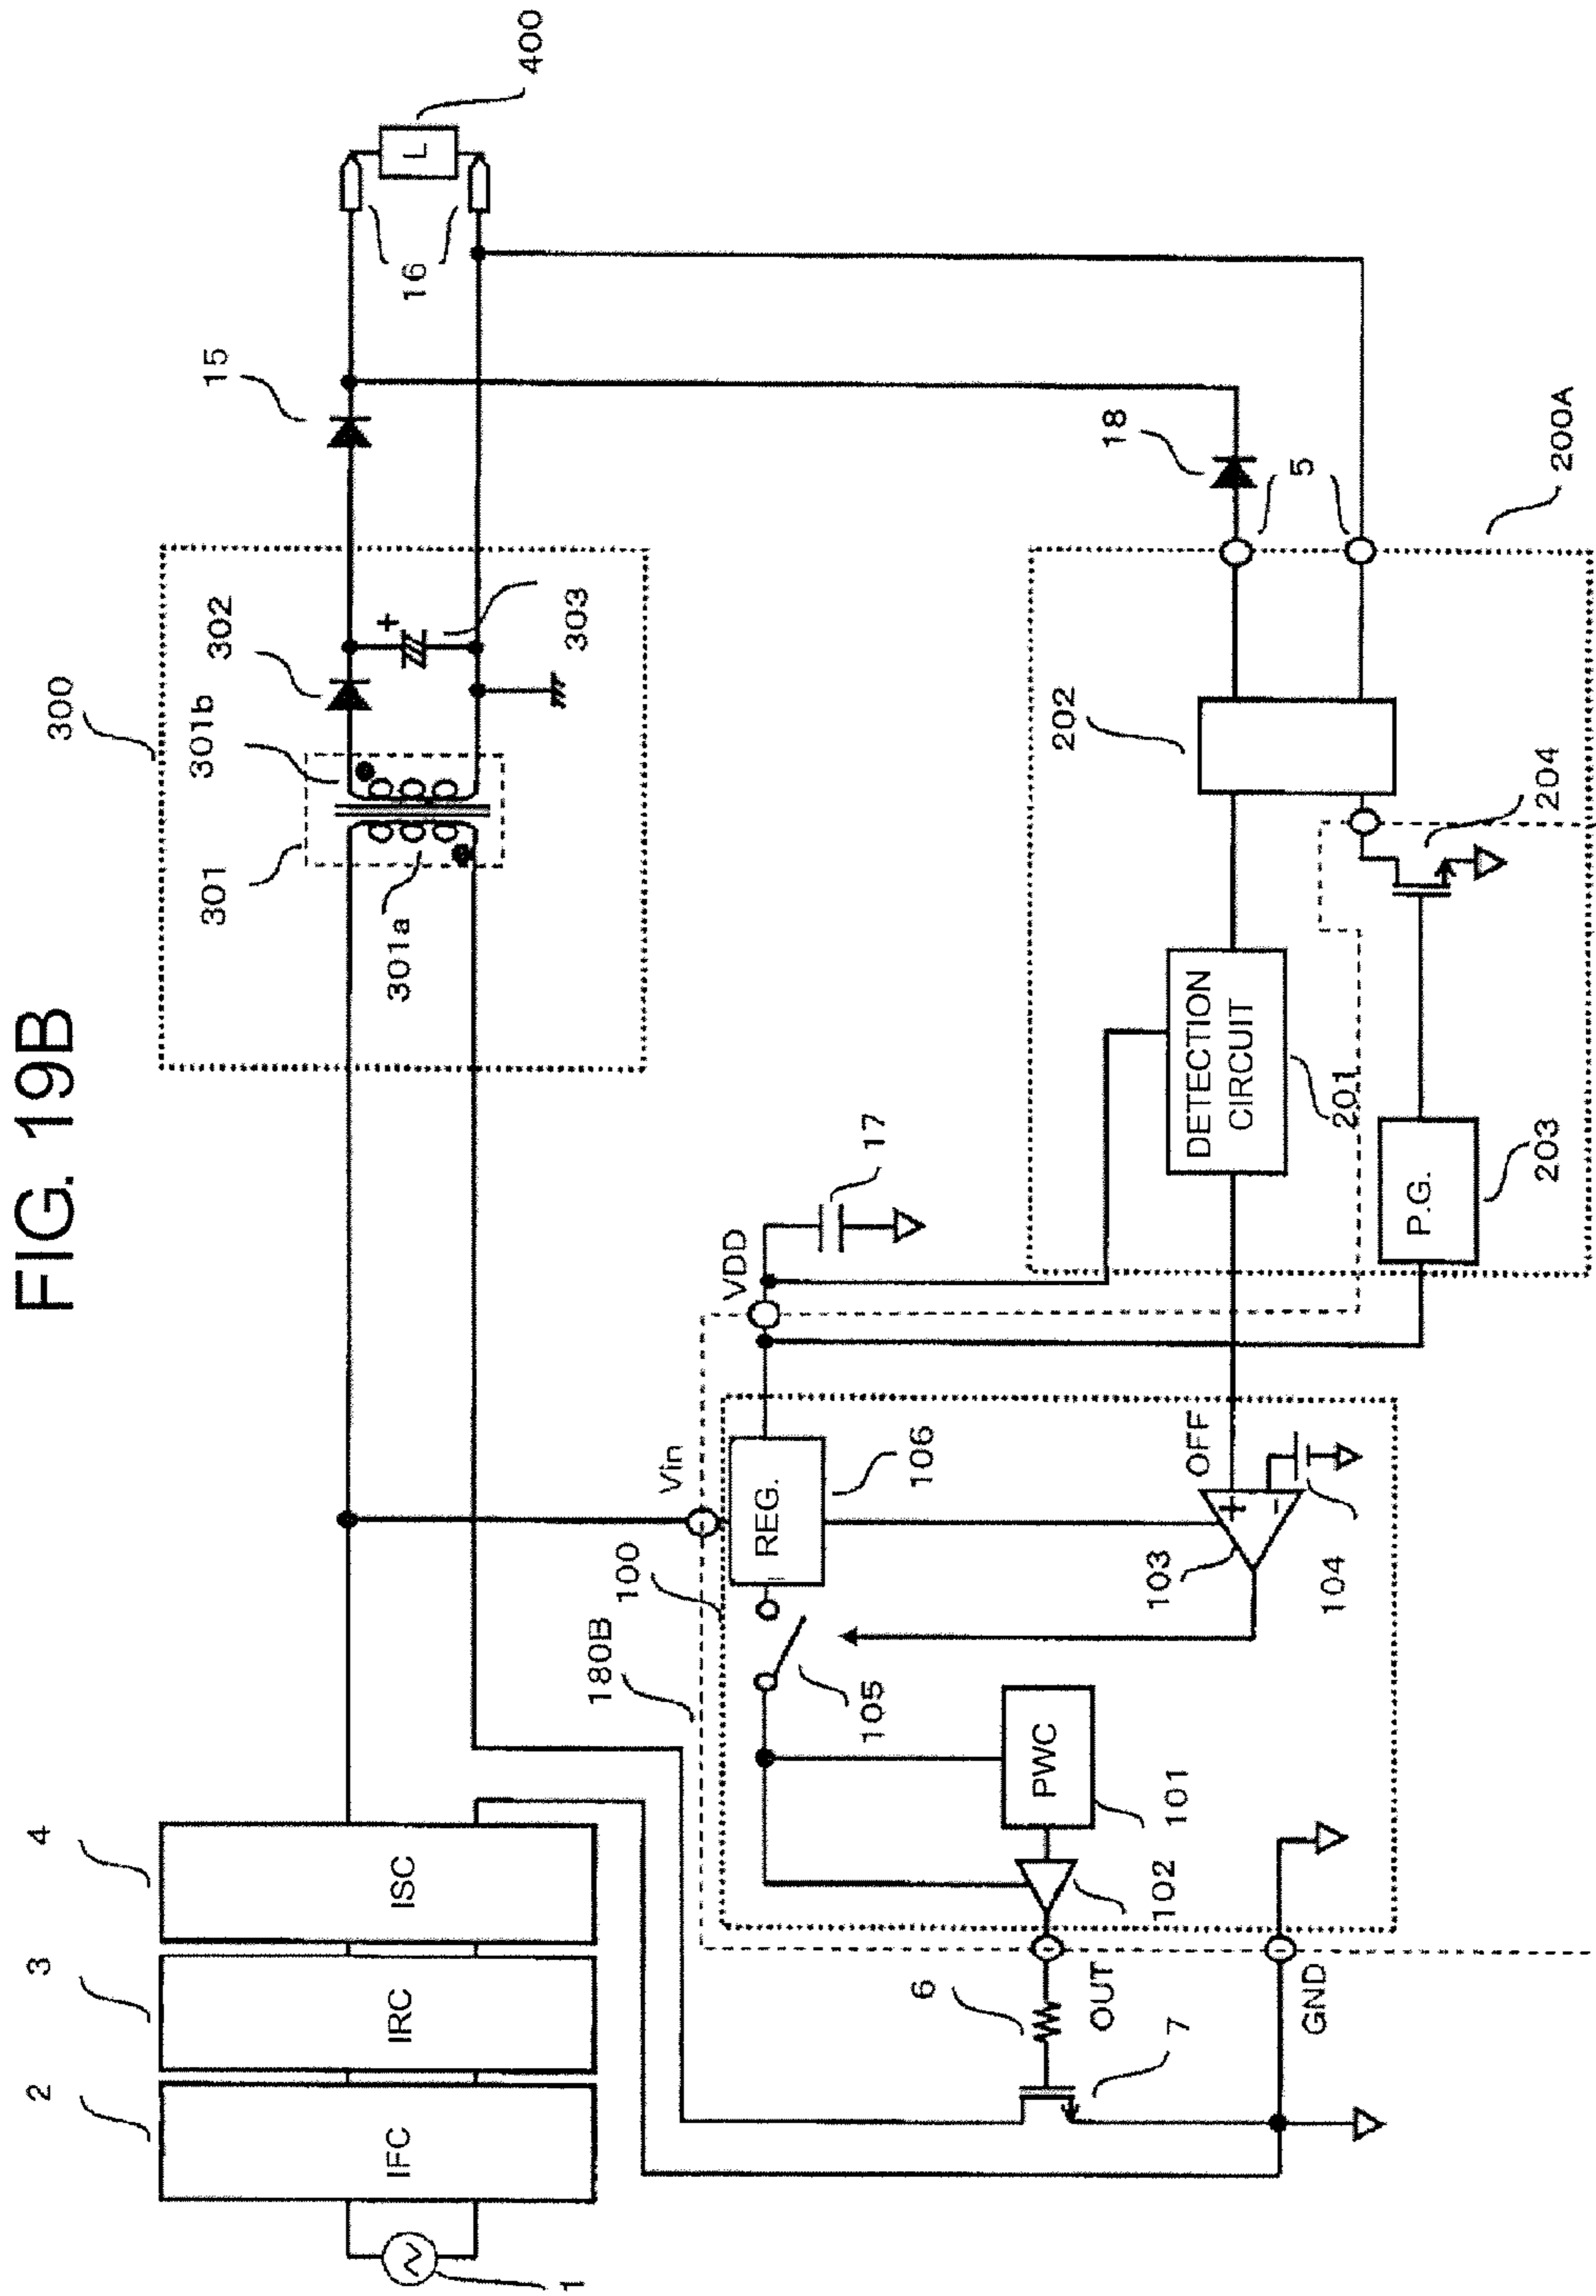 FIG. 19B
1
2
IFC
3
IRC
4
ISC
300
301
301a
301b
302
+
303
15
16
L
400
Vin
VDD
17
180B
100
REG.
106
105
PWC
101
102
103
+
-
104
OFF
OUT
GND
6
7
DETECTION
CIRCUIT
201
202
P.G.
203
204
18
5
200A